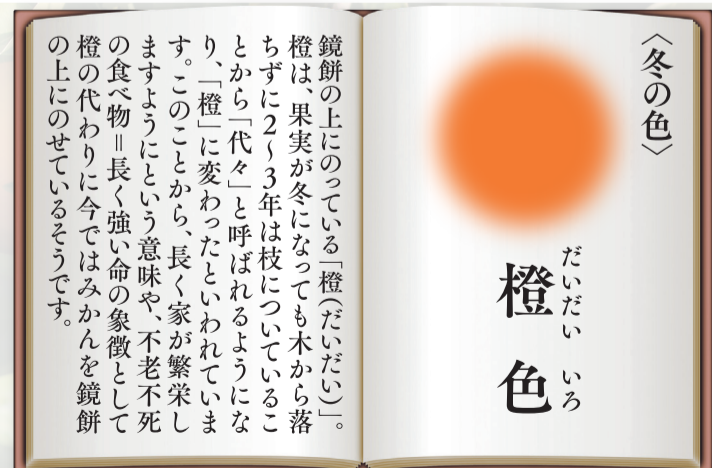 〈冬の色〉
だいだい いろ
橙色
鏡餅の上にのっている「橙(だいだい)」。
橙は、果実が冬になっても木から落
ちずに2〜3年は枝についているこ
とから「代々」と呼ばれるようにな
り、「橙」に変わったといわれていま
す。このことから、長く家が繁栄し
ますようにという意味や、不老不死
の食べ物＝長く強い命の象徴として
橙の代わりに今ではみかんを鏡餅
の上にのせているそうです。